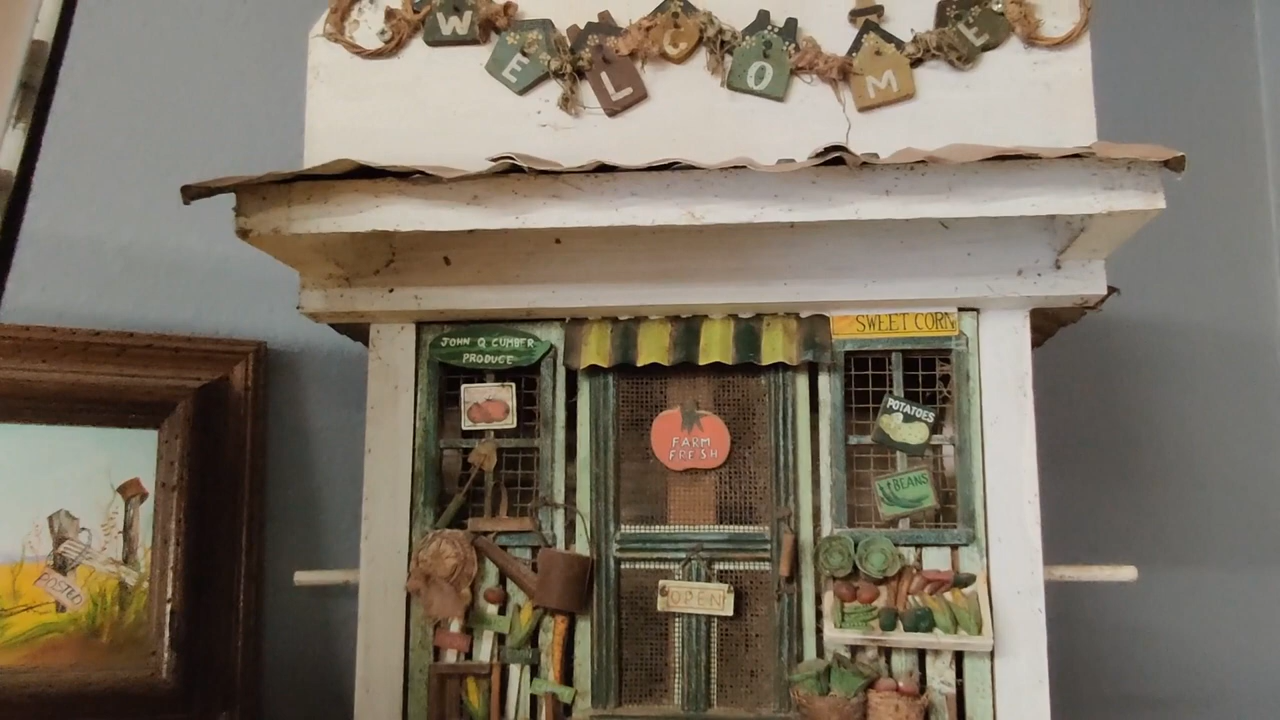 WELCOME
JOHN Q CUMBER
PRODUCE
SWEET CORN
POTATOES
FARM
FRESH
BEANS
OPEN
POSTED